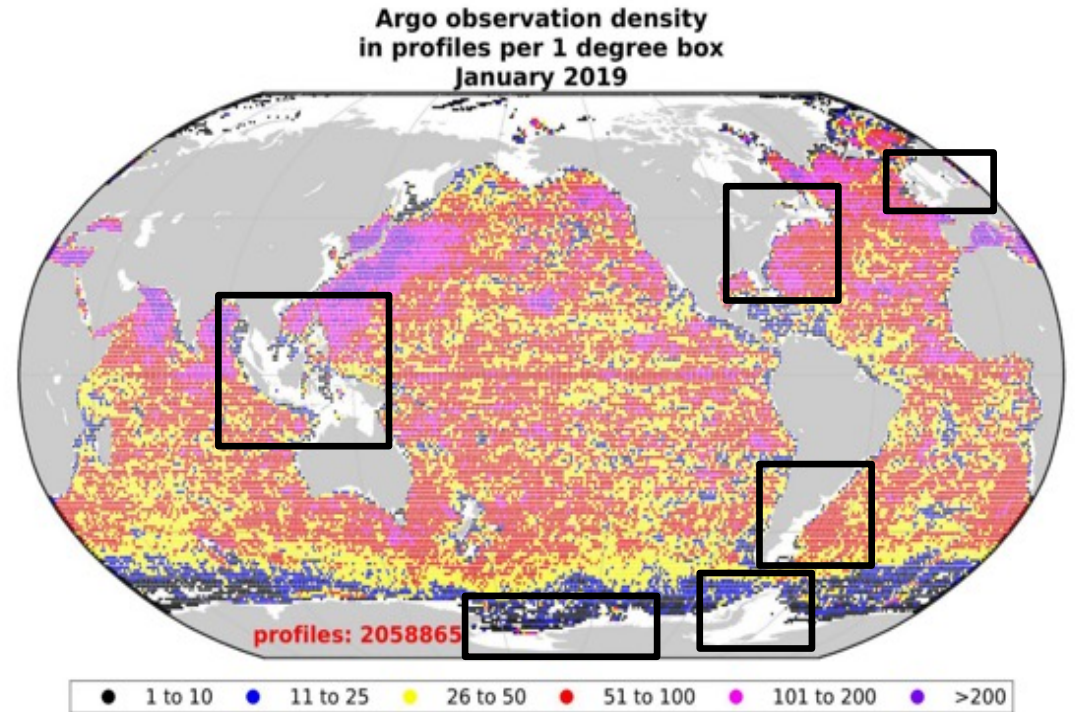 Argo observation density
in profiles per 1 degree box
January 2019
profiles: 2058865
1 to 10 11 to 25 26 to 50 51 to 100 101 to 200 >200